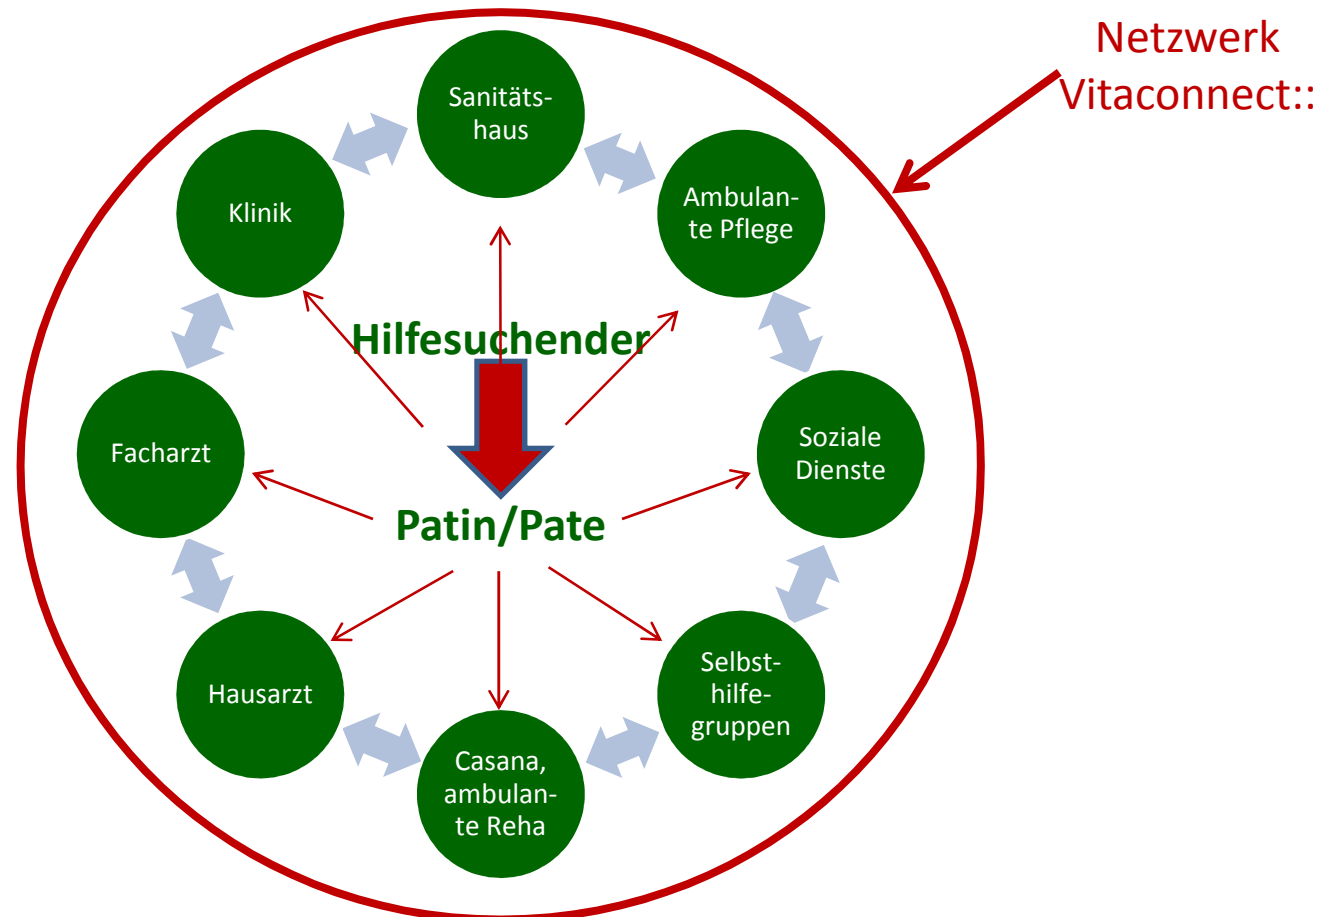 Netzwerk
Vitaconnect::
Sanitäts-
haus
Klinik
Ambulan-
te Pflege
Hilfesuchender
Facharzt
Soziale
Dienste
Patin/Pate
Hausarzt
Selbst-
hilfe-
gruppen
Casana,
ambulan-
te Reha